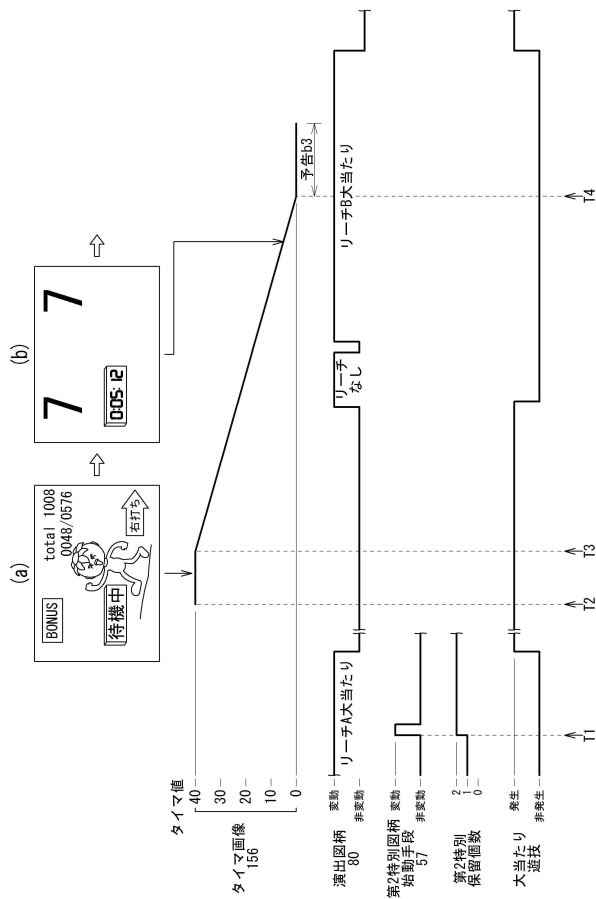 (a)
(b)
BONUS
total 1008
0048/0576
待機中
右打ち
7 7
0:05:12
タイマ値
40
30
20
10
0
タイマ画像
156
予告b3
演出図柄
80
変動
非変動
リーチA大当たり
リーチ
なし
リーチB大当たり
第2特別図柄
始動手段
57
変動
非変動
第2特別
保留個数
2
1
0
大当たり
遊技
発生
非発生
T1
T2
T3
T4